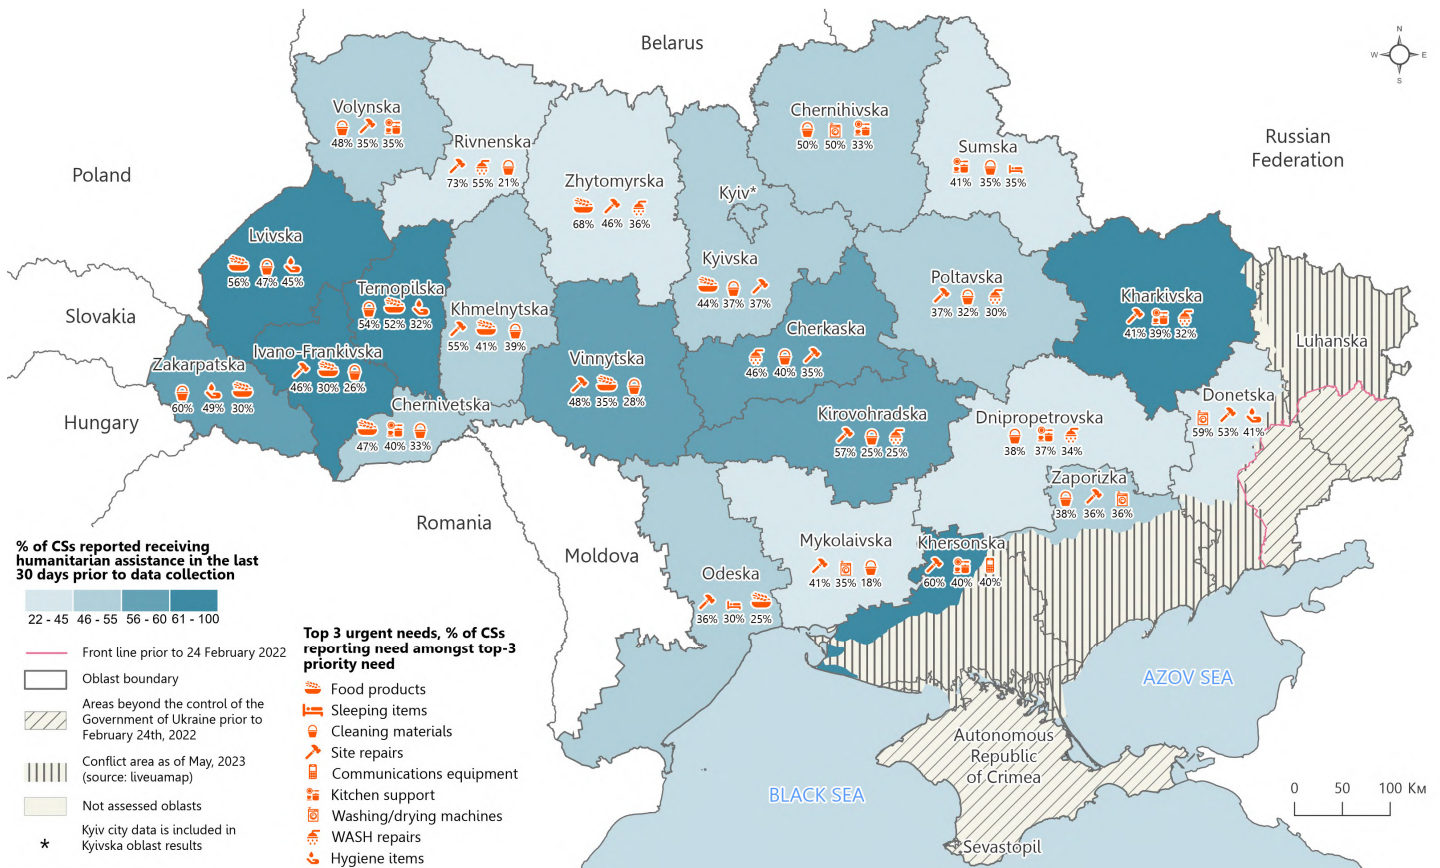 Belarus
N
W
E
S
Volynska
48% 35% 35%
Rivnenska
73% 55% 21%
Zhytomyrska
68% 46% 36%
Chernihivska
50% 50% 33%
Sumska
41% 35% 35%
Russian
Federation
Poland
Kyiv*
Lvivska
56% 47% 45%
Ternopilska
54% 52% 32%
Khmelnytska
55% 41% 39%
Kyivska
44% 37% 37%
Poltavska
37% 32% 30%
Kharkivska
41% 39% 32%
Slovakia
Zakarpatska
60% 49% 30%
Ivano-Frankivska
46% 30% 26%
Vinnytska
48% 35% 28%
Cherkaska
46% 40% 35%
Luhanska
Hungary
Chernivetska
47% 40% 33%
Kirovohradska
57% 25% 25%
Dnipropetrovska
38% 37% 34%
Donetska
59% 53% 41%
Zaporizka
38% 36% 36%
Romania
Moldova
Odeska
36% 30% 25%
Mykolaivska
41% 35% 18%
Khersonska
60% 40% 40%
AZOV SEA
Autonomous
Republic
of Crimea
BLACK SEA
Sevastopil
0 50 100 Км
% of CSs reported receiving
humanitarian assistance in the last
30 days prior to data collection
22 - 45 46 - 55 56 - 60 61 - 100
Front line prior to 24 February 2022
Oblast boundary
Areas beyond the control of the
Government of Ukraine prior to
February 24th, 2022
Conflict area as of May, 2023
(source: liveuamap)
Not assessed oblasts
* Kyiv city data is included in
Kyivska oblast results
Top 3 urgent needs, % of CSs
reporting need amongst top-3
priority need
Food products
Sleeping items
Cleaning materials
Site repairs
Communications equipment
Kitchen support
Washing/drying machines
WASH repairs
Hygiene items